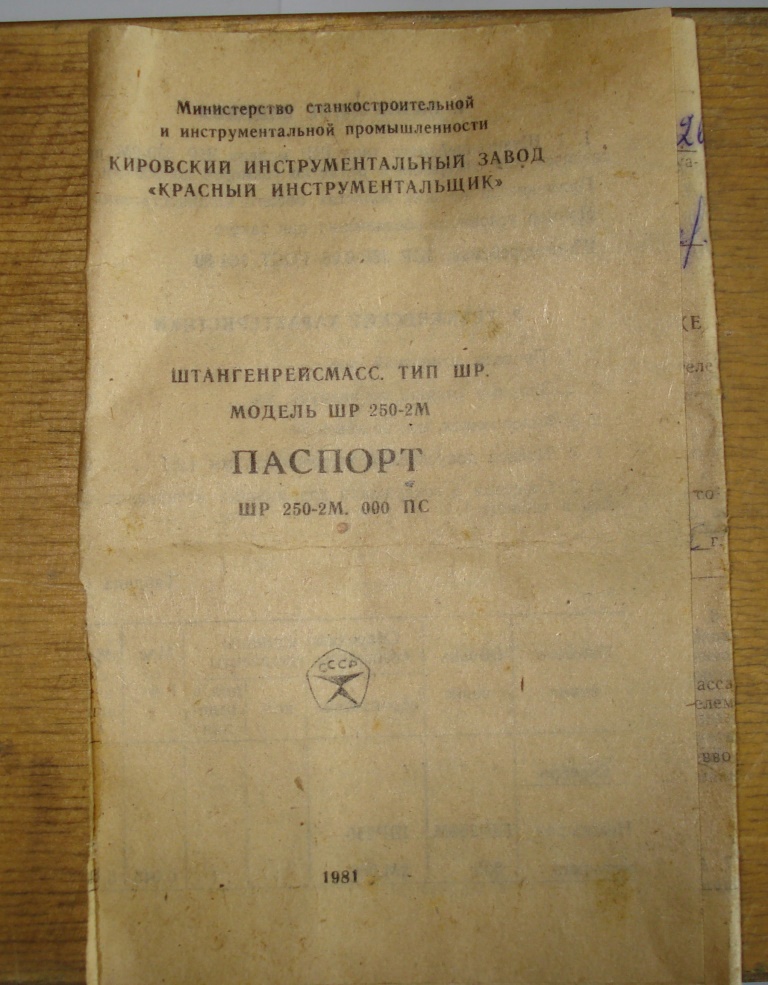 Министерство станкостроительной
и инструментальной промышленности
КИРОВСКИЙ ИНСТРУМЕНТАЛЬНЫЙ ЗАВОД
«КРАСНЫЙ ИНСТРУМЕНТАЛЬЩИК»
ШТАНГЕНРЕЙСМАСС. ТИП ШР.
МОДЕЛЬ ШР 250-2М
ПАСПОРТ
ШР 250-2М. 000 ПС
СССР
1981